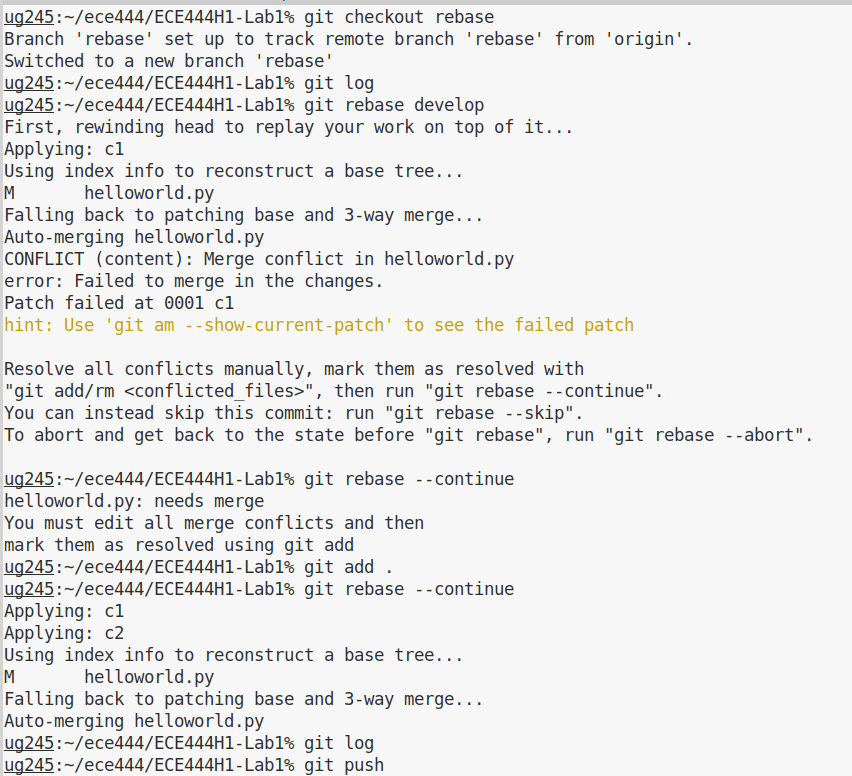 ug245:~/ece444/ECE444H1-Lab1% git checkout rebase
Branch 'rebase' set up to track remote branch 'rebase' from 'origin'.
Switched to a new branch 'rebase'
ug245:~/ece444/ECE444H1-Lab1% git log
ug245:~/ece444/ECE444H1-Lab1% git rebase develop
First, rewinding head to replay your work on top of it...
Applying: c1
Using index info to reconstruct a base tree...
M       helloworld.py
Falling back to patching base and 3-way merge...
Auto-merging helloworld.py
CONFLICT (content): Merge conflict in helloworld.py
error: Failed to merge in the changes.
Patch failed at 0001 c1
hint: Use 'git am --show-current-patch' to see the failed patch

Resolve all conflicts manually, mark them as resolved with
"git add/rm <conflicted_files>", then run "git rebase --continue".
You can instead skip this commit: run "git rebase --skip".
To abort and get back to the state before "git rebase", run "git rebase --abort".

ug245:~/ece444/ECE444H1-Lab1% git rebase --continue
helloworld.py: needs merge
You must edit all merge conflicts and then
mark them as resolved using git add
ug245:~/ece444/ECE444H1-Lab1% git add .
ug245:~/ece444/ECE444H1-Lab1% git rebase --continue
Applying: c1
Applying: c2
Using index info to reconstruct a base tree...
M       helloworld.py
Falling back to patching base and 3-way merge...
Auto-merging helloworld.py
ug245:~/ece444/ECE444H1-Lab1% git log
ug245:~/ece444/ECE444H1-Lab1% git push